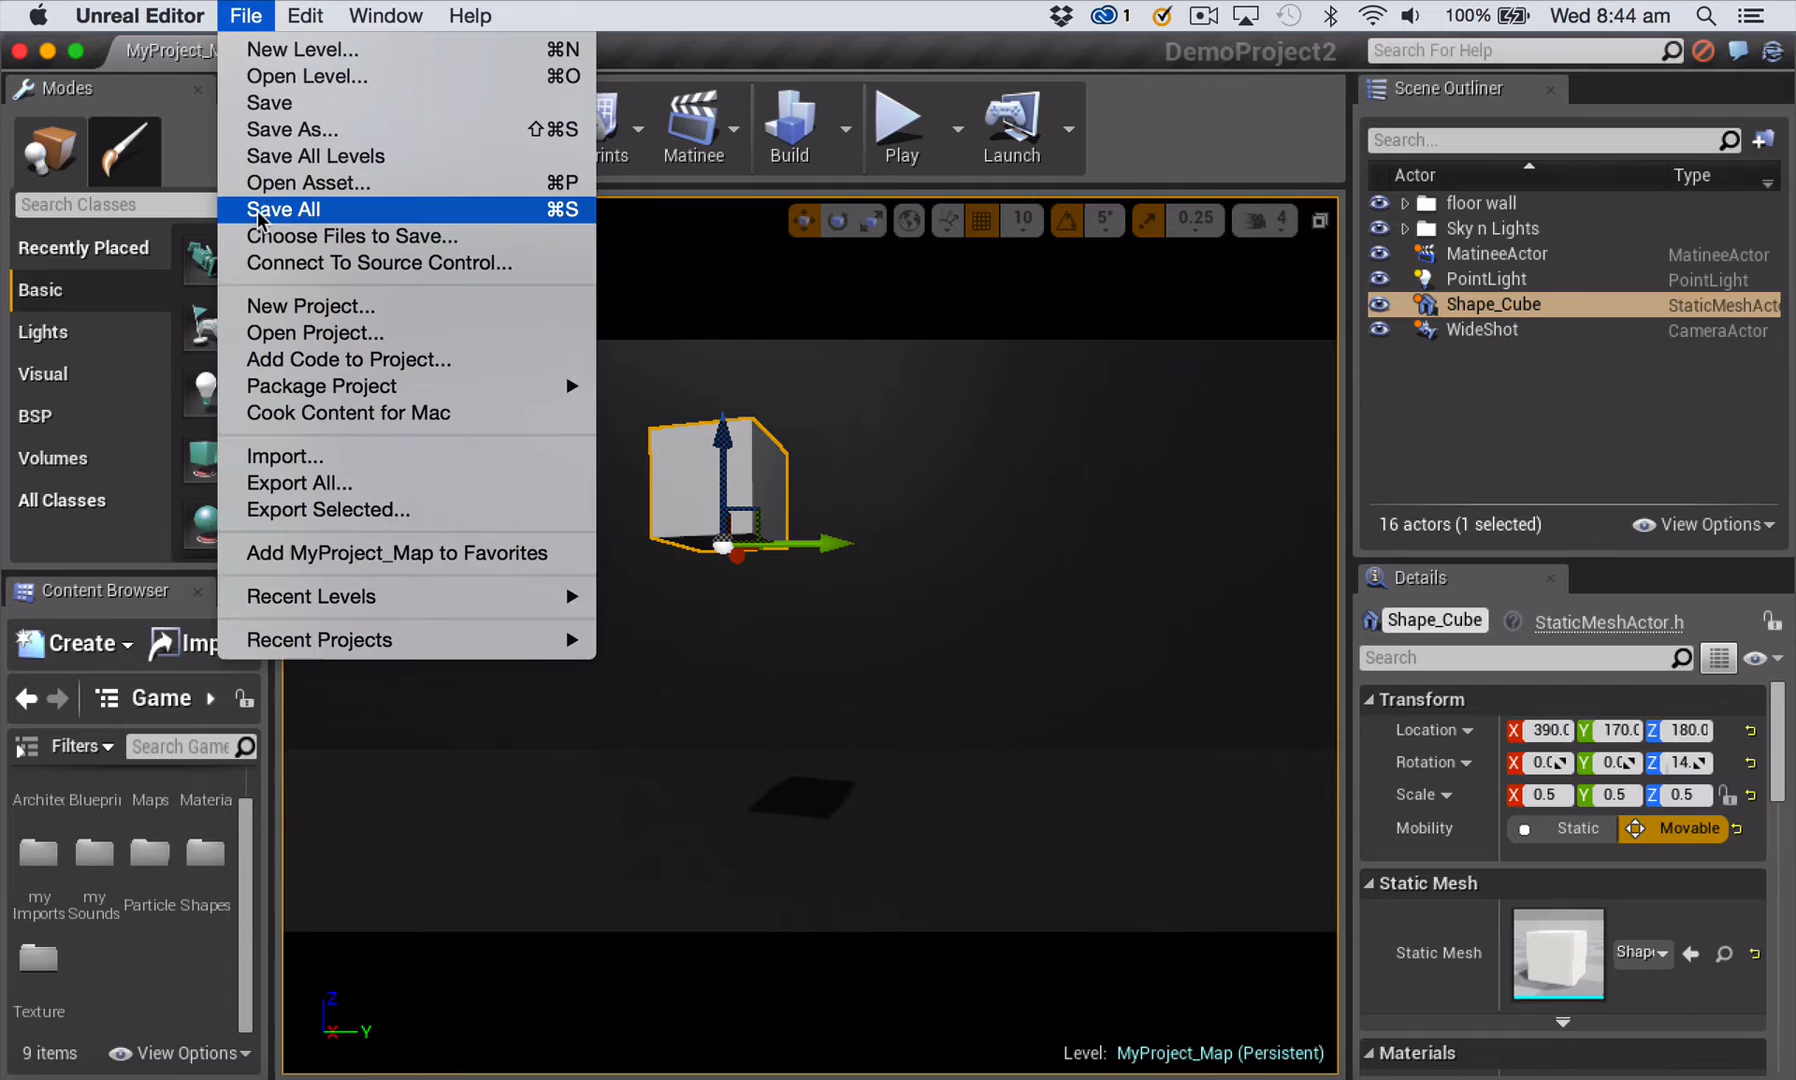 Unreal Editor File Edit Window Help 1 100% Wed 8:44 am
MyProject_M DemoProject2 Search For Help
Modes
Search Classes
Recently Placed
Basic
Lights
Visual
BSP
Volumes
All Classes
New Level... ⌘N
Open Level... ⌘O
Save
Save As... ⇧⌘S
Save All Levels
Open Asset... ⌘P
Save All ⌘S
Choose Files to Save...
Connect To Source Control...
New Project...
Open Project...
Add Code to Project...
Package Project
Cook Content for Mac
Import...
Export All...
Export Selected...
Add MyProject_Map to Favorites
Recent Levels
Recent Projects
rints Matinee Build Play Launch
10 5° 0.25 4
Scene Outliner
Search...
Actor Type
floor wall
Sky n Lights
MatineeActor MatineeActor
PointLight PointLight
Shape_Cube StaticMeshActo
WideShot CameraActor
16 actors (1 selected) View Options
Content Browser
Create Imp
Game
Filters Search Game
Architec Blueprin Maps Materia
my Imports my Sounds Particle Shapes
Texture
9 items View Options
Z
X Y
Level: MyProject_Map (Persistent)
Details
Shape_Cube StaticMeshActor.h
Search
Transform
Location X 390.0 Y 170.0 Z 180.0
Rotation X 0.0 Y 0.0 Z 14.
Scale X 0.5 Y 0.5 Z 0.5
Mobility Static Movable
Static Mesh
Static Mesh Shap
Materials